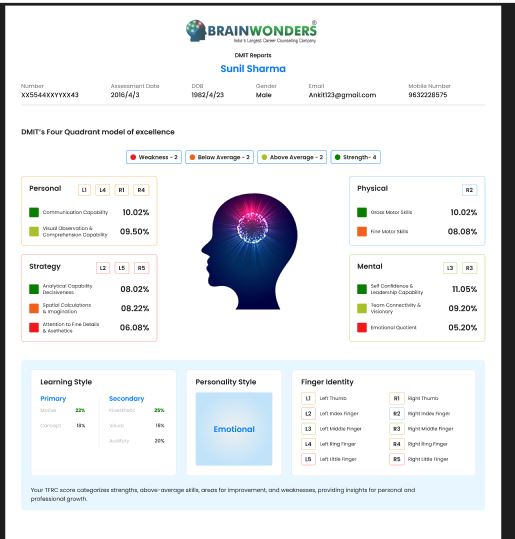 BRAINWONDERS®
India's Largest Career Counseling Company
DMIT Reports
Sunil Sharma
Number Assessment Date DOB Gender Email Mobile Number
XX5544XXYYXX43 2016/4/3 1982/4/23 Male Ankit123@gmail.com 9632228575
DMIT's Four Quadrant model of excellence
Weakness - 2 Below Average - 2 Above Average - 2 Strength- 4
Personal L1 L4 R1 R4
Communication Capability 10.02%
Visual Observation &
Comprehension Capability 09.50%
Physical R2
Gross Motor Skills 10.02%
Fine Motor Skills 08.08%
Strategy L2 L5 R5
Analytical Capability
Decisiveness 08.02%
Spatial Calculations
& Imagination 08.22%
Attention to Fine Details
& Aesthetics 06.08%
Mental L3 R3
Self Confidence &
Leadership Capability 11.05%
Team Connectivity &
Visionary 09.20%
Emotional Quotient 05.20%
Learning Style
Primary Secondary
22% Kinesthetic 25%
Concept 18% Visual 15%
Auditory 20%
Personality Style
Emotional
Finger Identity
L1 Left Thumb R1 Right Thumb
L2 Left Index Finger R2 Right Index Finger
L3 Left Middle Finger R3 Right Middle Finger
L4 Left Ring Finger R4 Right Ring Finger
L5 Left Little Finger R5 Right Little Finger
Your TFRC score categorizes strengths, above-average skills, areas for improvement, and weaknesses, providing insights for personal and
professional growth.